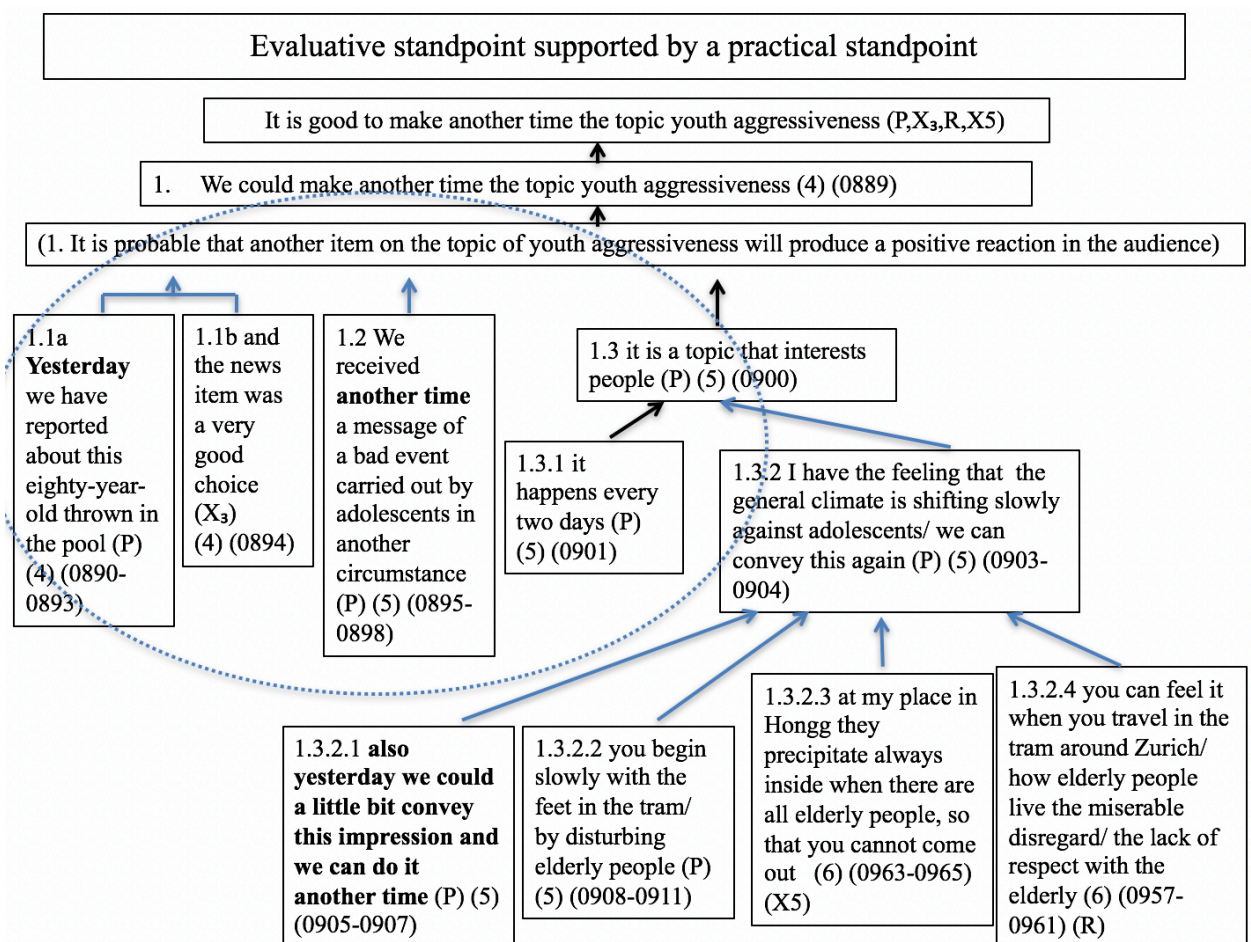 Evaluative standpoint supported by a practical standpoint
It is good to make another time the topic youth aggressiveness (P,X₃,R,X5)
1. We could make another time the topic youth aggressiveness (4) (0889)
(1. It is probable that another item on the topic of youth aggressiveness will produce a positive reaction in the audience)
1.1a
Yesterday
we have
reported
about this
eighty-year-
old thrown in
the pool (P)
(4) (0890-
0893)
1.1b and
the news
item was
a very
good
choice
(X₃)
(4) (0894)
1.2 We
received
another time
a message of
a bad event
carried out by
adolescents in
another
circumstance
(P) (5) (0895-
0898)
1.3 it is a topic that interests
people (P) (5) (0900)
1.3.1 it
happens every
two days (P)
(5) (0901)
1.3.2 I have the feeling that the
general climate is shifting slowly
against adolescents/ we can
convey this again (P) (5) (0903-
0904)
1.3.2.1 also
yesterday we could
a little bit convey
this impression and
we can do it
another time (P) (5)
(0905-0907)
1.3.2.2 you begin
slowly with the
feet in the tram/
by disturbing
elderly people (P)
(5) (0908-0911)
1.3.2.3 at my place in
Hongg they
precipitate always
inside when there are
all elderly people, so
that you cannot come
out (6) (0963-0965)
(X5)
1.3.2.4 you can feel it
when you travel in the
tram around Zurich/
how elderly people
live the miserable
disregard/ the lack of
respect with the
elderly (6) (0957-
0961) (R)